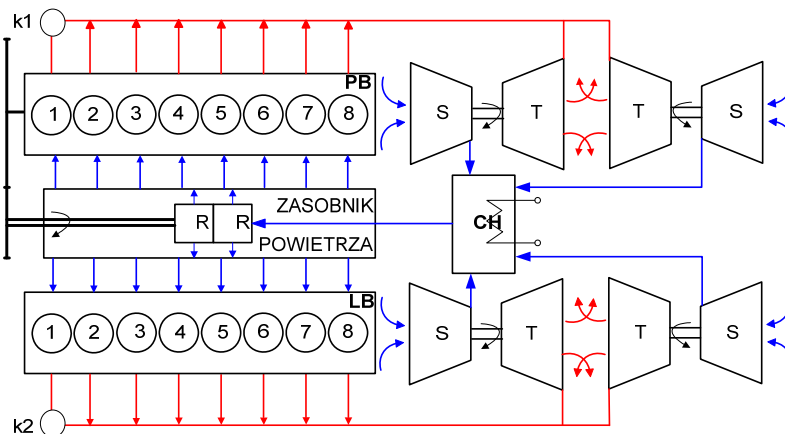 k1
PB
1 2 3 4 5 6 7 8
S T T S
ZASOBNIK
R R
POWIETRZA
CH
LB
1 2 3 4 5 6 7 8
S T T S
k2